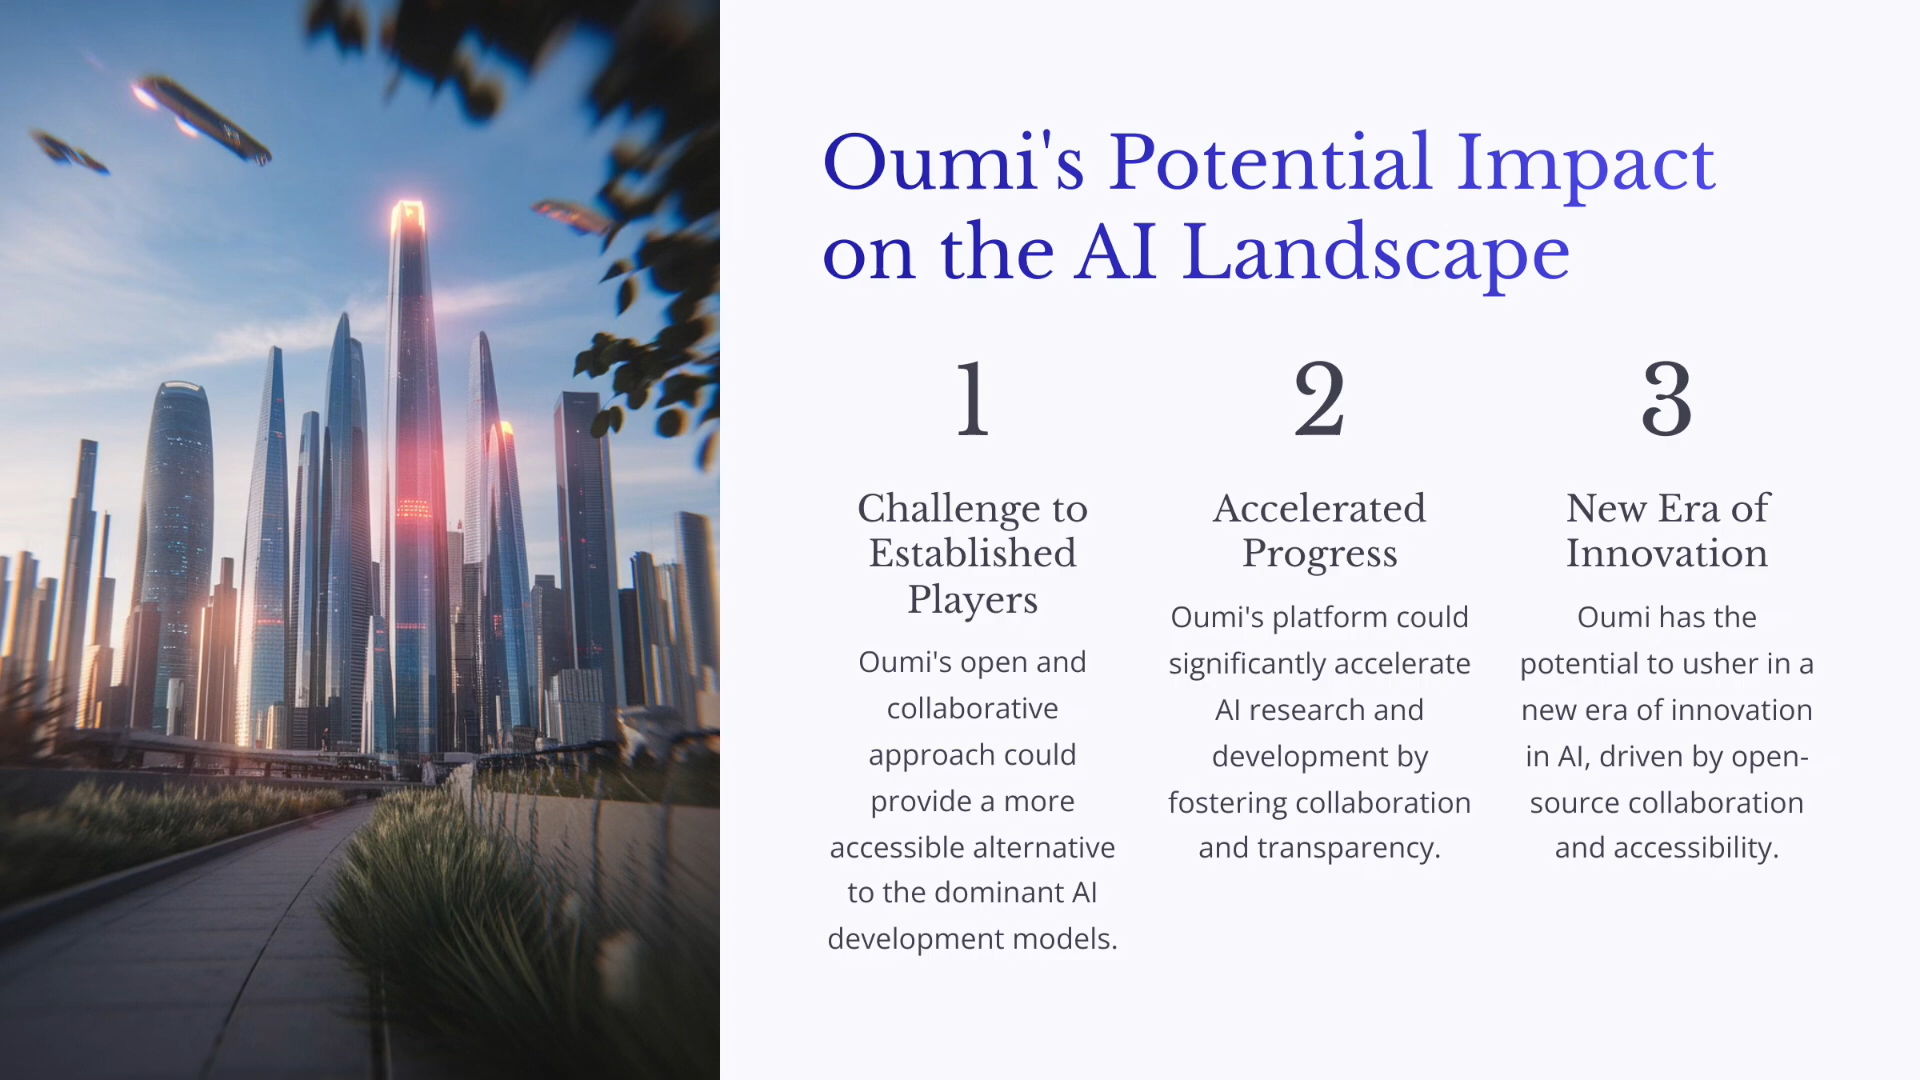 Oumi's Potential Impact
on the AI Landscape
1
Challenge to
Established
Players
Oumi's open and
collaborative
approach could
provide a more
accessible alternative
to the dominant AI
development models.
2
Accelerated
Progress
Oumi's platform could
significantly accelerate
AI research and
development by
fostering collaboration
and transparency.
3
New Era of
Innovation
Oumi has the
potential to usher in a
new era of innovation
in AI, driven by open-
source collaboration
and accessibility.